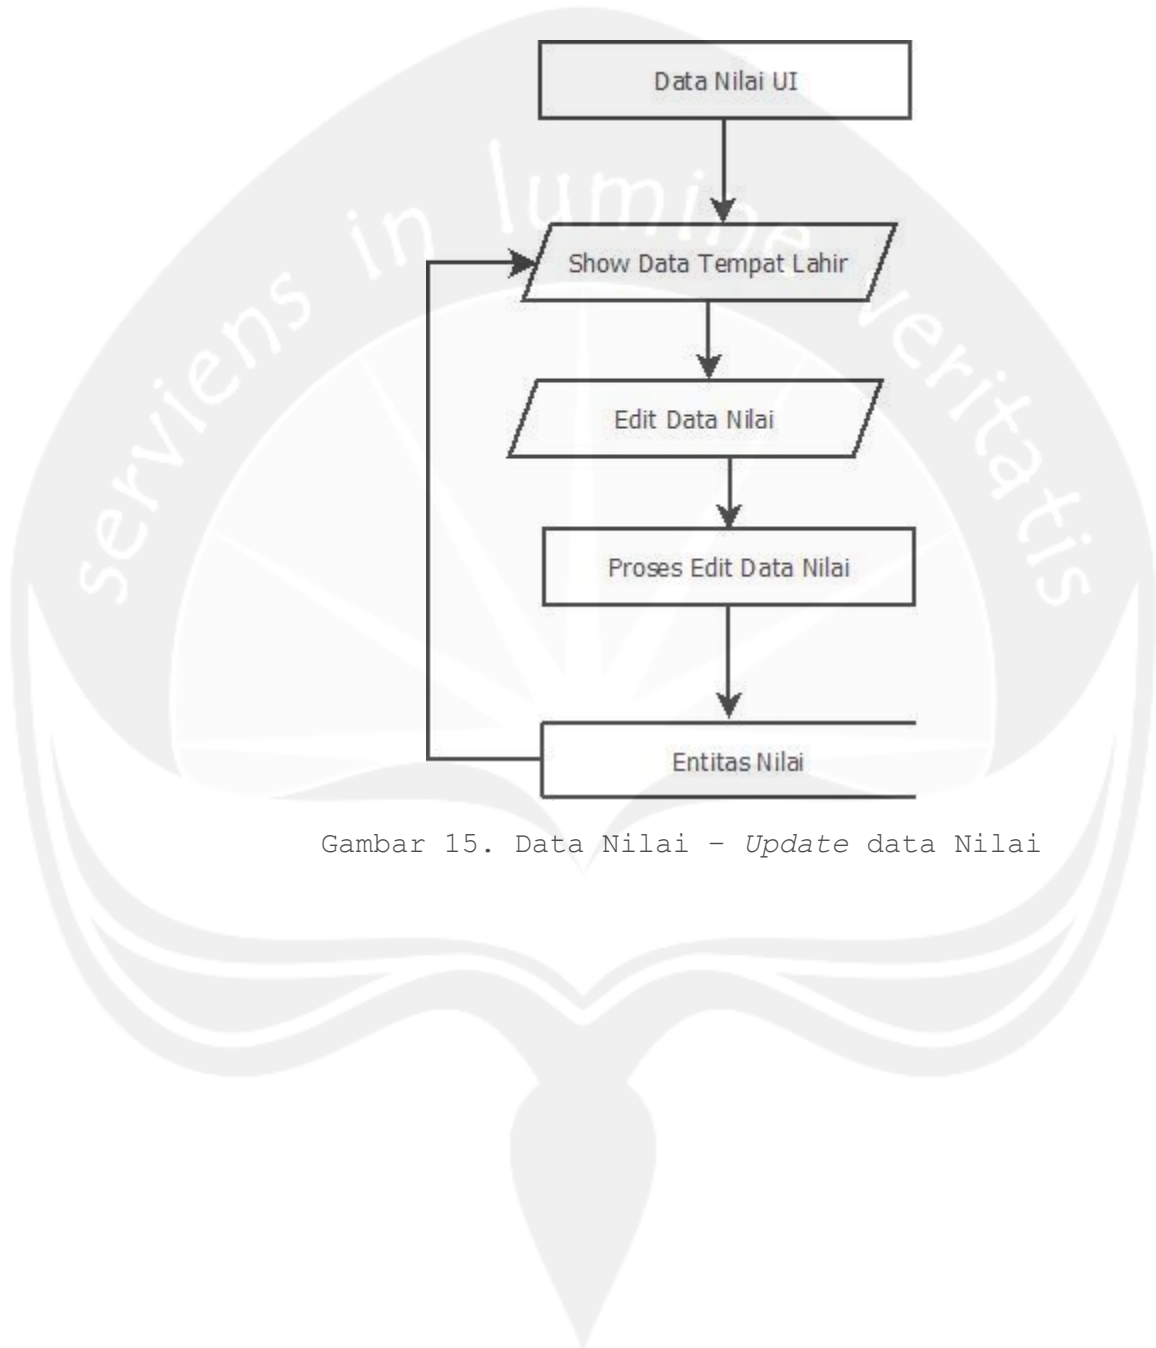 Data Nilai UI
serviens in lumine veritatis
Show Data Tempat Lahir
Edit Data Nilai
Proses Edit Data Nilai
Entitas Nilai
Gambar 15. Data Nilai – Update data Nilai